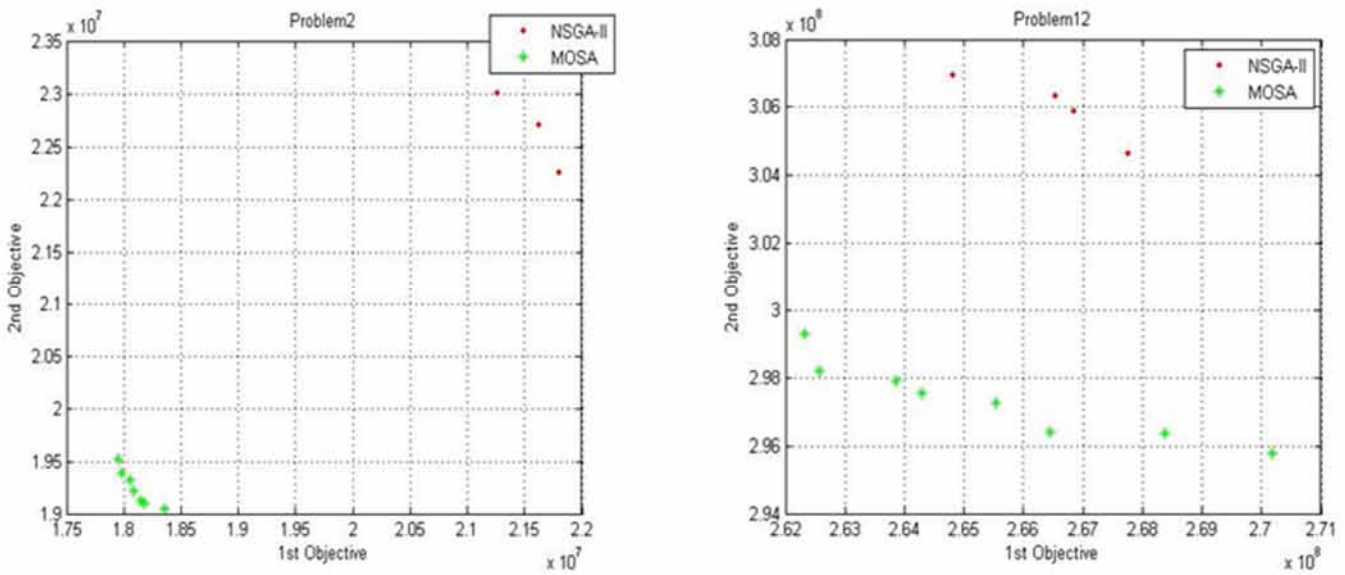 Problem2
x 10^7
NSGA-II
MOSA
2.35
2.3
2.25
2.2
2.15
2.1
2.05
2
1.95
1.9
2nd Objective
1.75
1.8
1.85
1.9
1.95
2
2.05
2.1
2.15
2.2
1st Objective
x 10^7
Problem12
x 10^8
NSGA-II
MOSA
3.08
3.06
3.04
3.02
3
2.98
2.96
2.94
2nd Objective
2.62
2.63
2.64
2.65
2.66
2.67
2.68
2.69
2.7
2.71
1st Objective
x 10^8